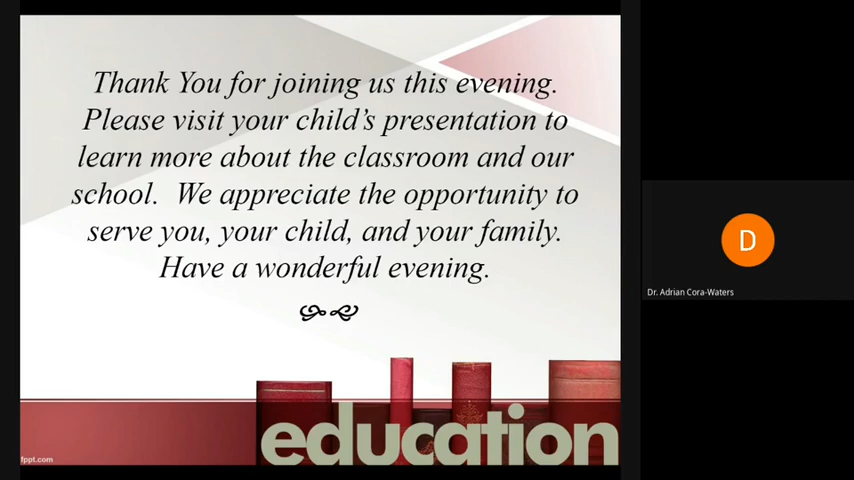 Thank You for joining us this evening.
Please visit your child’s presentation to
learn more about the classroom and our
school.  We appreciate the opportunity to
serve you, your child, and your family.
Have a wonderful evening.
D
Dr. Adrian Cora-Waters
education
fppt.com